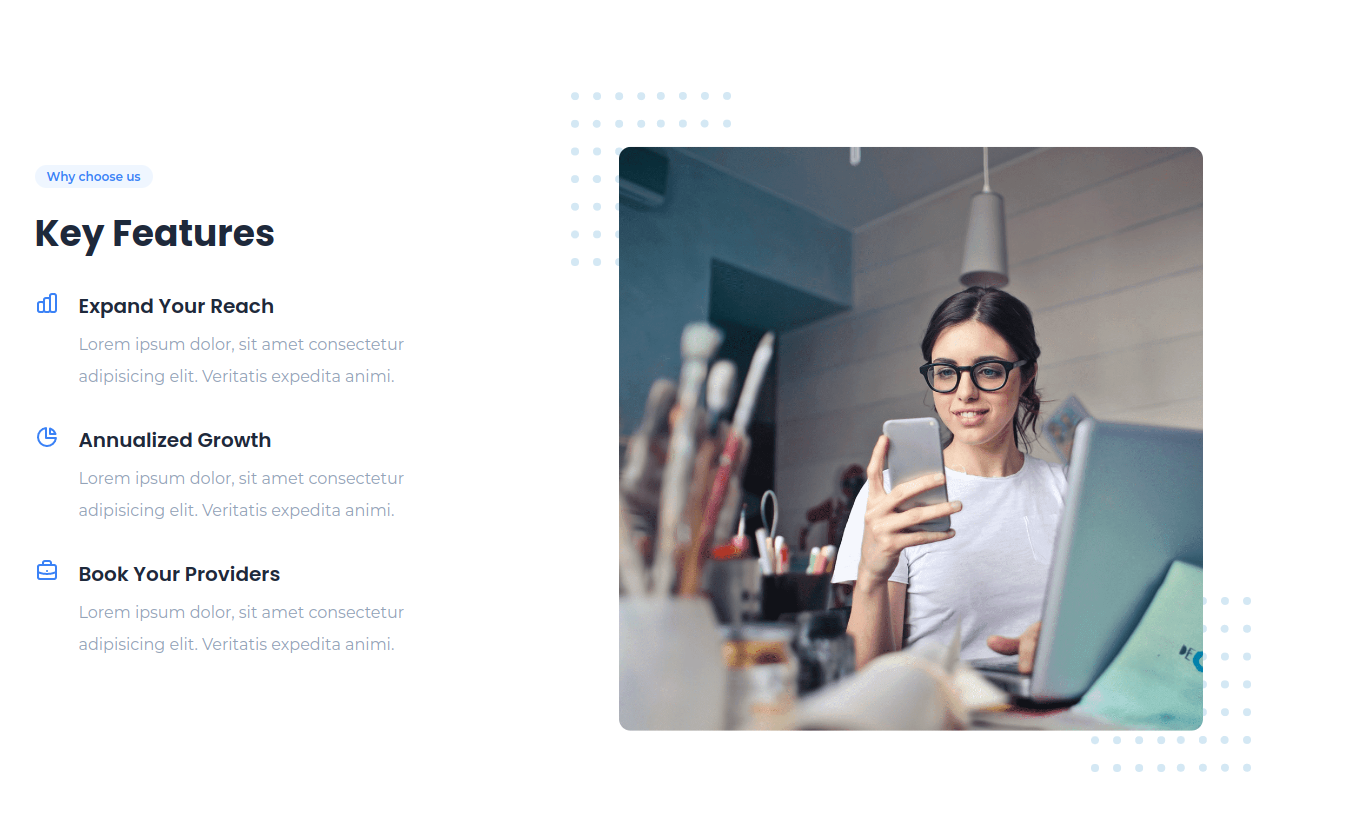 Why choose us
Key Features
Expand Your Reach
Lorem ipsum dolor, sit amet consectetur
adipisicing elit. Veritatis expedita animi.
Annualized Growth
Lorem ipsum dolor, sit amet consectetur
adipisicing elit. Veritatis expedita animi.
Book Your Providers
Lorem ipsum dolor, sit amet consectetur
adipisicing elit. Veritatis expedita animi.